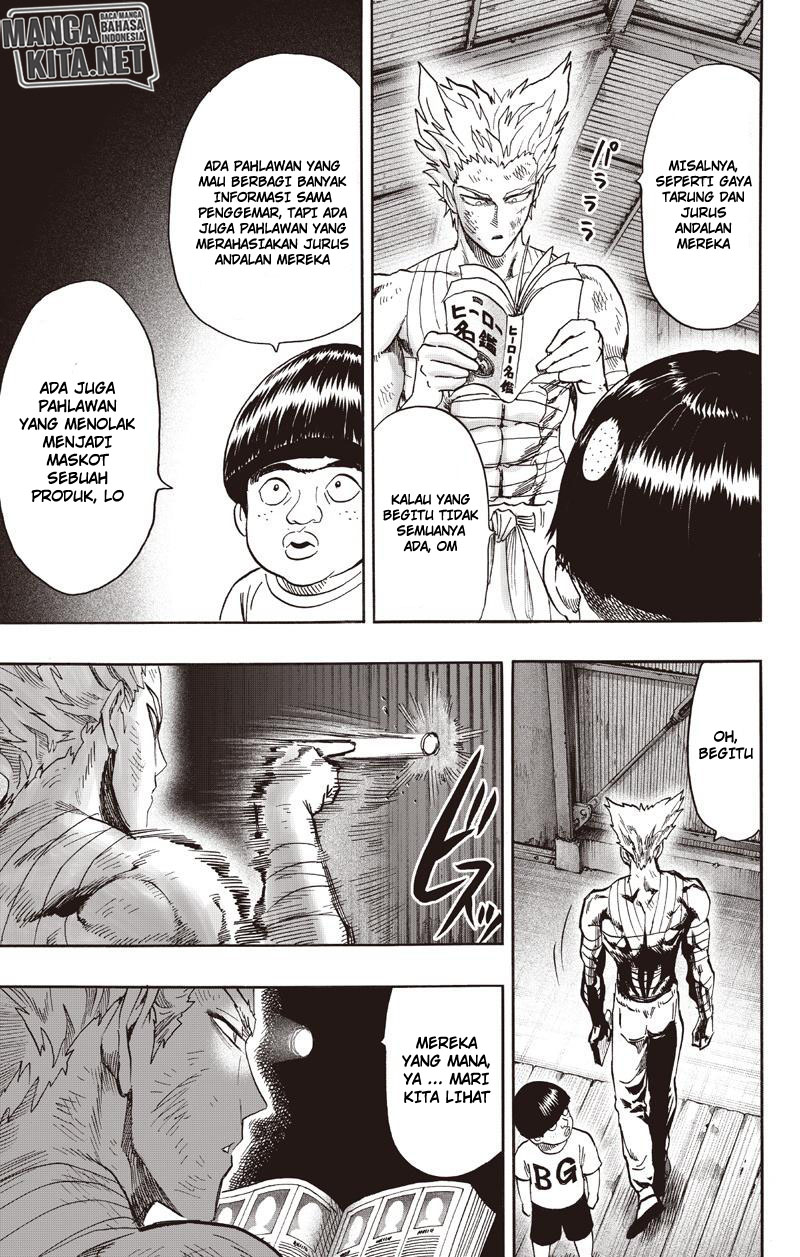 MANGA
BACA MANGA
BAHASA
INDONESIA
KITA.NET
MISALNYA,
SEPERTI GAYA
TARUNG DAN
JURUS
ANDALAN
MEREKA
パラララ
ヒーロー
名鑑
ヒーロー名鑑
KALAU YANG
BEGITU TIDAK
SEMUANYA
ADA, OM
ADA PAHLAWAN YANG
MAU BERBAGI BANYAK
INFORMASI SAMA
PENGGEMAR, TAPI ADA
JUGA PAHLAWAN YANG
MERAHASIAKAN JURUS
ANDALAN MEREKA
ADA JUGA
PAHLAWAN
YANG MENOLAK
MENJADI
MASKOT
SEBUAH
PRODUK, LO
OH,
BEGITU
BG
ビスッ
MEREKA
YANG MANA,
YA ... MARI
KITA LIHAT